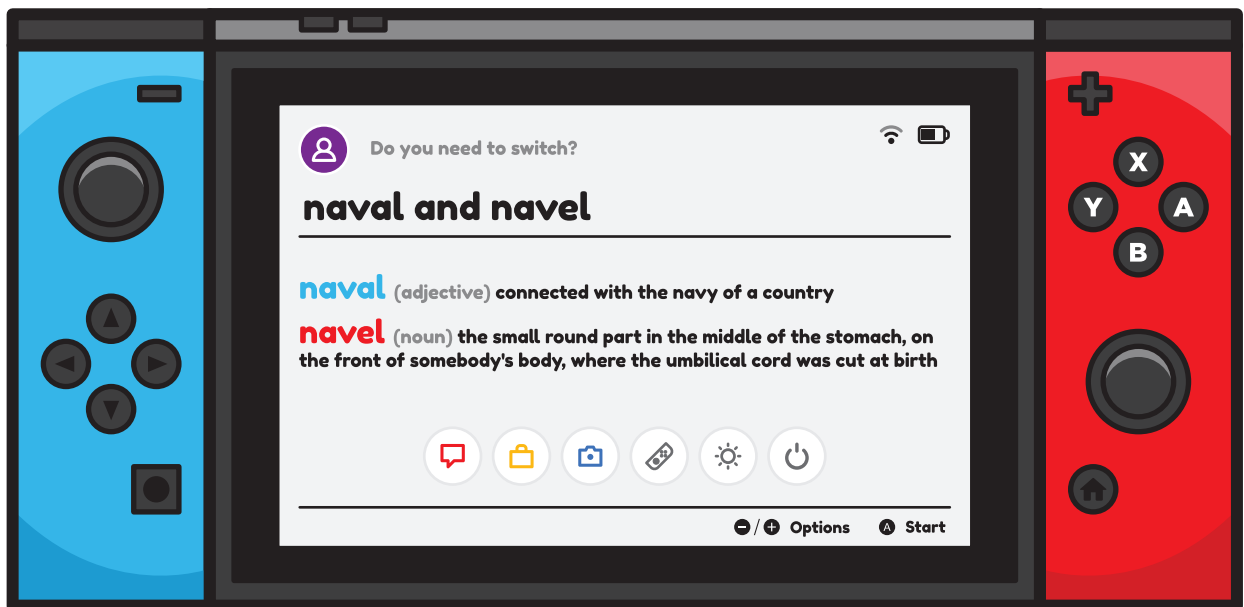 Do you need to switch?
naval and navel
naval (adjective) connected with the navy of a country
navel (noun) the small round part in the middle of the stomach, on
the front of somebody's body, where the umbilical cord was cut at birth
X
Y A
B
-/+ Options A Start